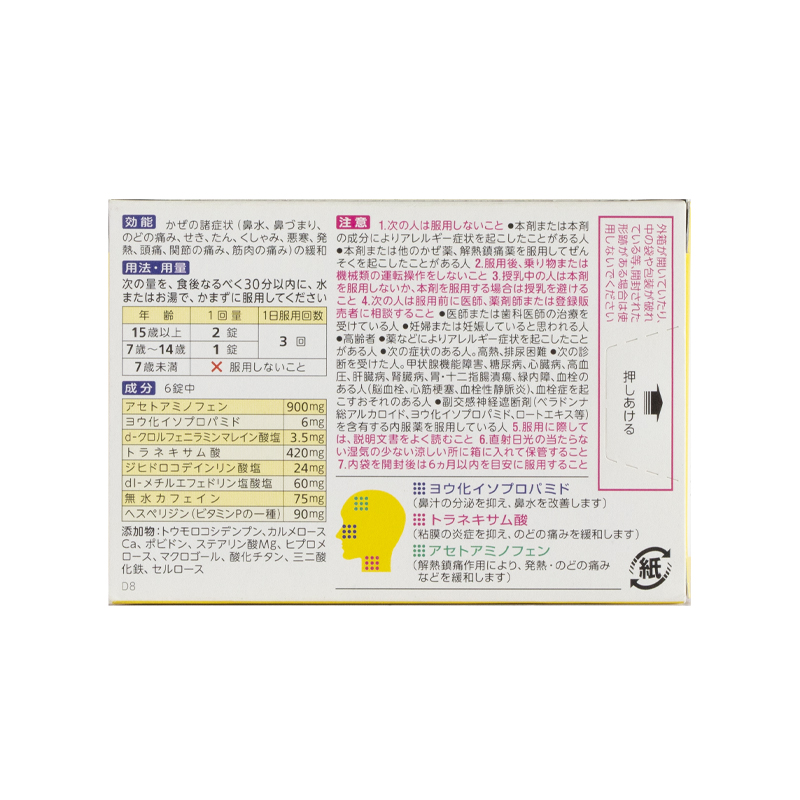 効能 かぜの諸症状(鼻水、鼻づまり、
のどの痛み、せき、たん、くしゃみ、悪寒、発
熱、頭痛、関節の痛み、筋肉の痛み)の緩和
用法・用量
次の量を、食後なるべく30分以内に、水
またはお湯で、かまずに服用してください
年 齢 1回量 1日服用回数
15歳以上 2 錠 3 回
7歳〜14歳 1 錠
7歳未満 × 服用しないこと
成分 6錠中
アセトアミノフェン 900mg
ヨウ化イソプロパミド 6mg
d-クロルフェニラミンマレイン酸塩 3.5mg
トラネキサム酸 420mg
ジヒドロコデインリン酸塩 24mg
dl-メチルエフェドリン塩酸塩 60mg
無水カフェイン 75mg
ヘスペリジン(ビタミンPの一種) 90mg
添加物:トウモロコシデンプン、カルメロース
Ca、ポビドン、ステアリン酸Mg、ヒプロメ
ロース、マクロゴール、酸化チタン、三二酸
化鉄、セルロース
D8
注意 1.次の人は服用しないこと ●本剤または本剤
の成分によりアレルギー症状を起こしたことがある人
●本剤または他のかぜ薬、解熱鎮痛薬を服用してぜん
そくを起こしたことがある人 2.服用後、乗り物または
機械類の運転操作をしないこと 3.授乳中の人は本剤
を服用しないか、本剤を服用する場合は授乳を避ける
こと 4.次の人は服用前に医師、薬剤師または登録販
売者に相談すること ●医師または歯科医師の治療を
受けている人 ●妊婦または妊娠していると思われる人
●高齢者 ●薬などによりアレルギー症状を起こしたこと
がある人 ●次の症状のある人。高熱、排尿困難 ●次の診
断を受けた人。甲状腺機能障害、糖尿病、心臓病、高血
圧、肝臓病、腎臓病、胃・十二指腸潰瘍、緑内障、血栓の
ある人(脳血栓、心筋梗塞、血栓性静脈炎)、血栓症を起
こすおそれのある人 ●副交感神経遮断剤(ベラドンナ
総アルカロイド、ヨウ化イソプロパミド、ロートエキス等)
を含有する内服薬を服用している人 5.服用に際して
は、説明文書をよく読むこと 6.直射日光の当たらな
い湿気の少ない涼しい所に箱に入れて保管すること
7.内袋を開封後は6ヵ月以内を目安に服用すること
ヨウ化イソプロパミド
(鼻汁の分泌を抑え、鼻水を改善します)
トラネキサム酸
(粘膜の炎症を抑え、のどの痛みを緩和します)
アセトアミノフェン
(解熱鎮痛作用により、発熱・のどの痛み
などを緩和します)
外箱が開いていたり、
中の袋や包装が破れ
ている等、開封された
形跡がある場合は使
用しないでください
押しあける
紙